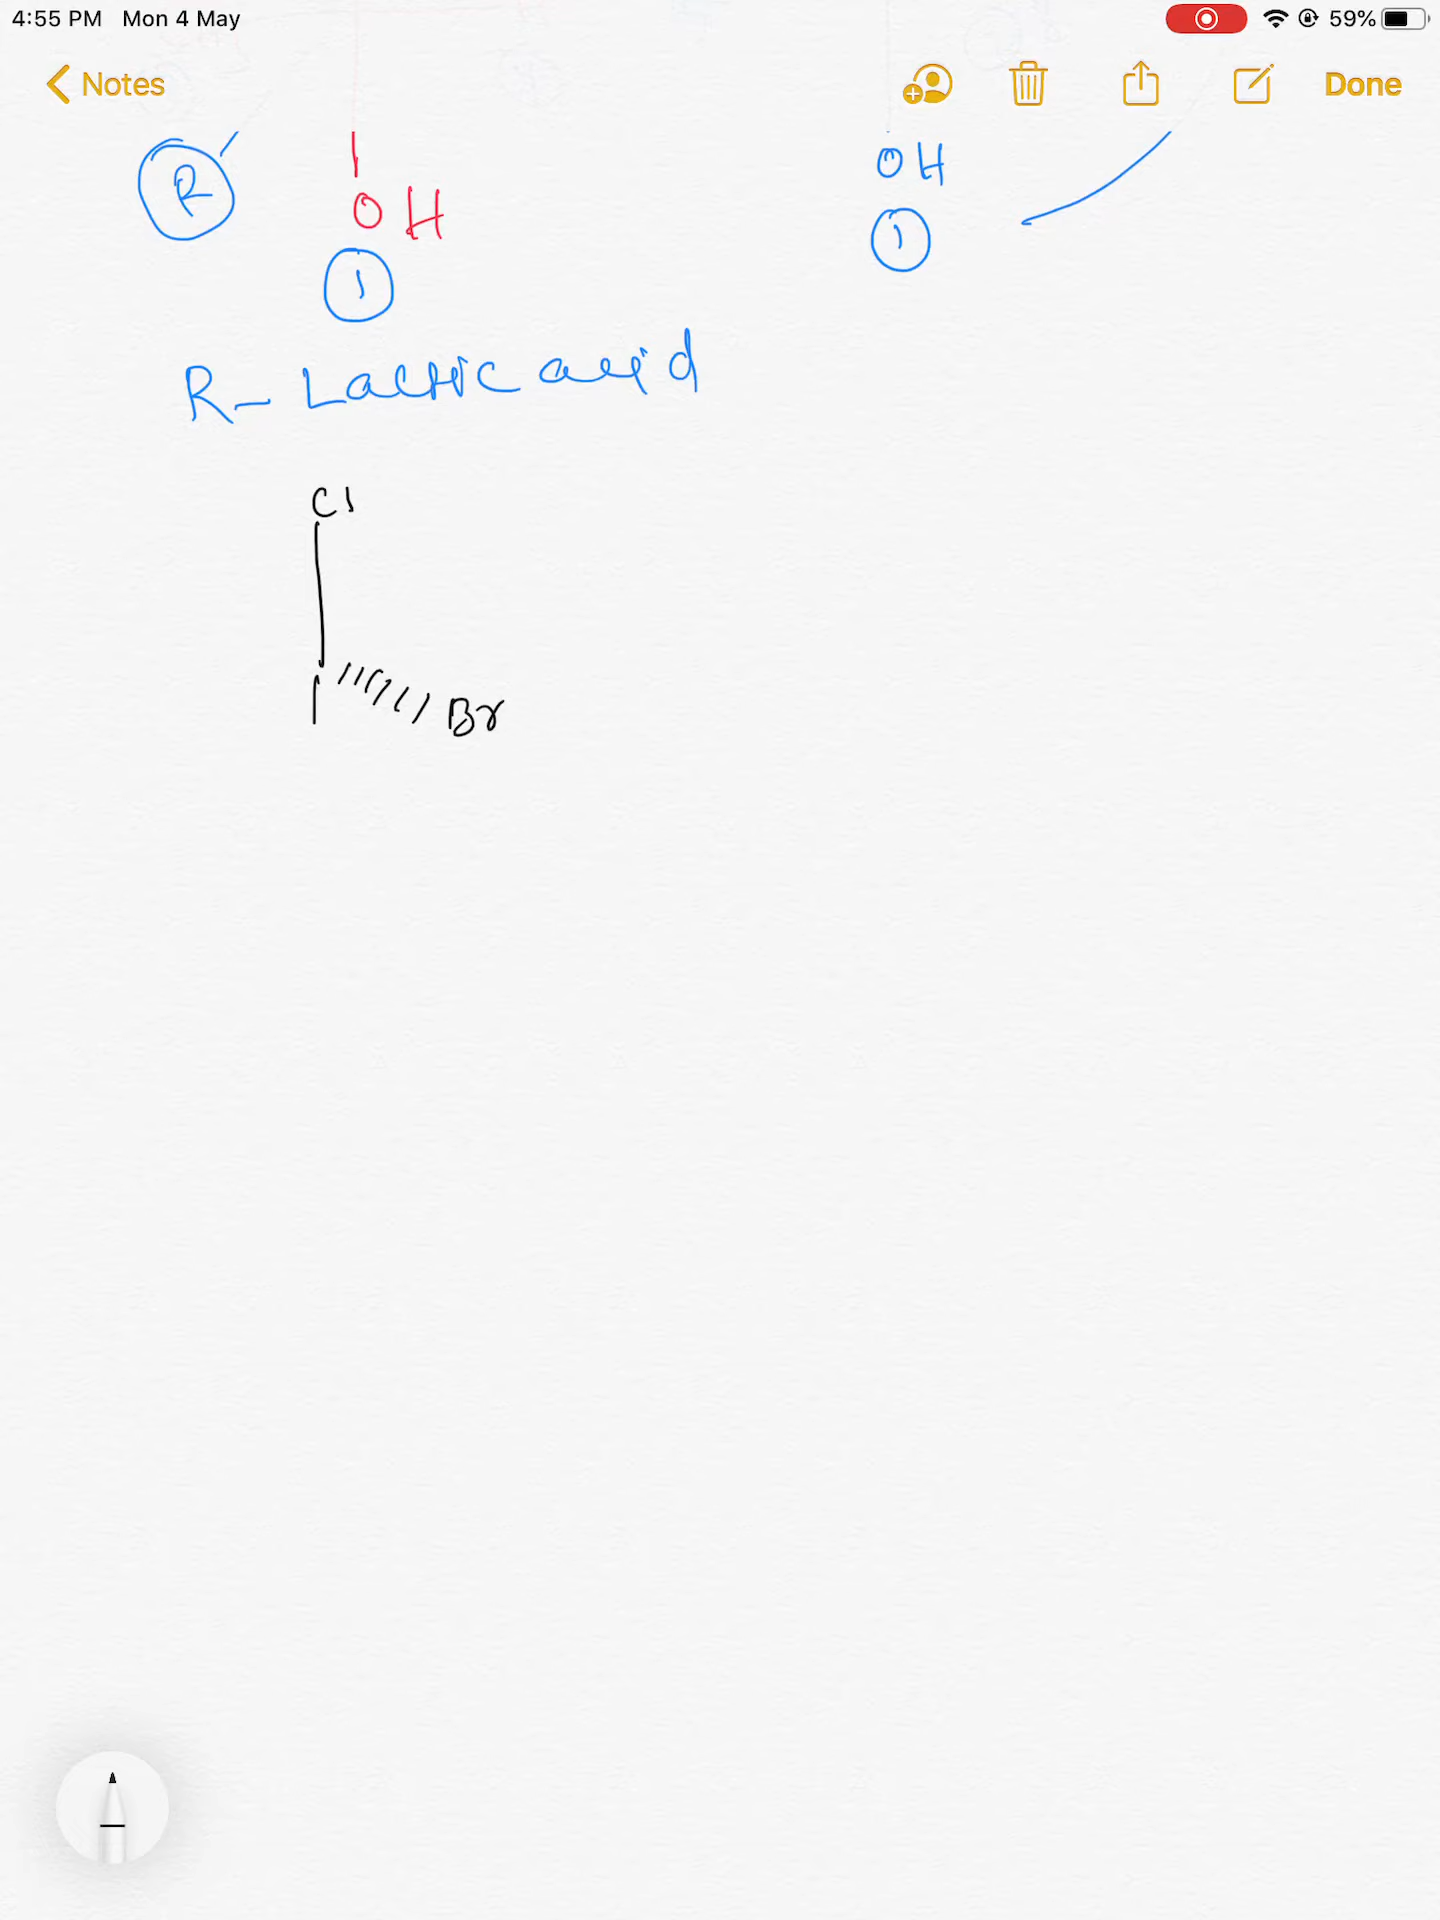 4:55 PM Mon 4 May 59%
Notes Done
R OH OH
1 1
R- Lactic acid
Cl
Br